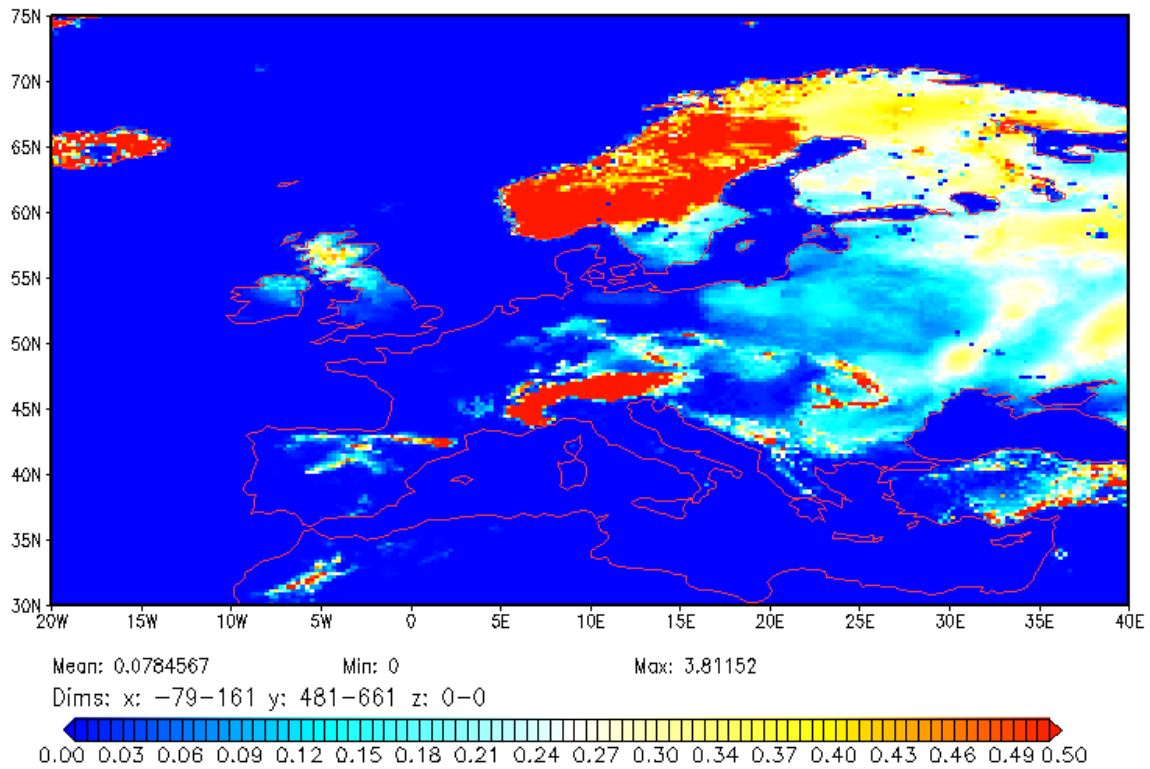 75N
70N
65N
60N
55N
50N
45N
40N
35N
30N
20W 15W 10W 5W 0 5E 10E 15E 20E 25E 30E 35E 40E
Mean: 0.0784567 Min: 0 Max: 3.81152
Dims: x: -79-161 y: 481-661 z: 0-0
0.00 0.03 0.06 0.09 0.12 0.15 0.18 0.21 0.24 0.27 0.30 0.34 0.37 0.40 0.43 0.46 0.49 0.50